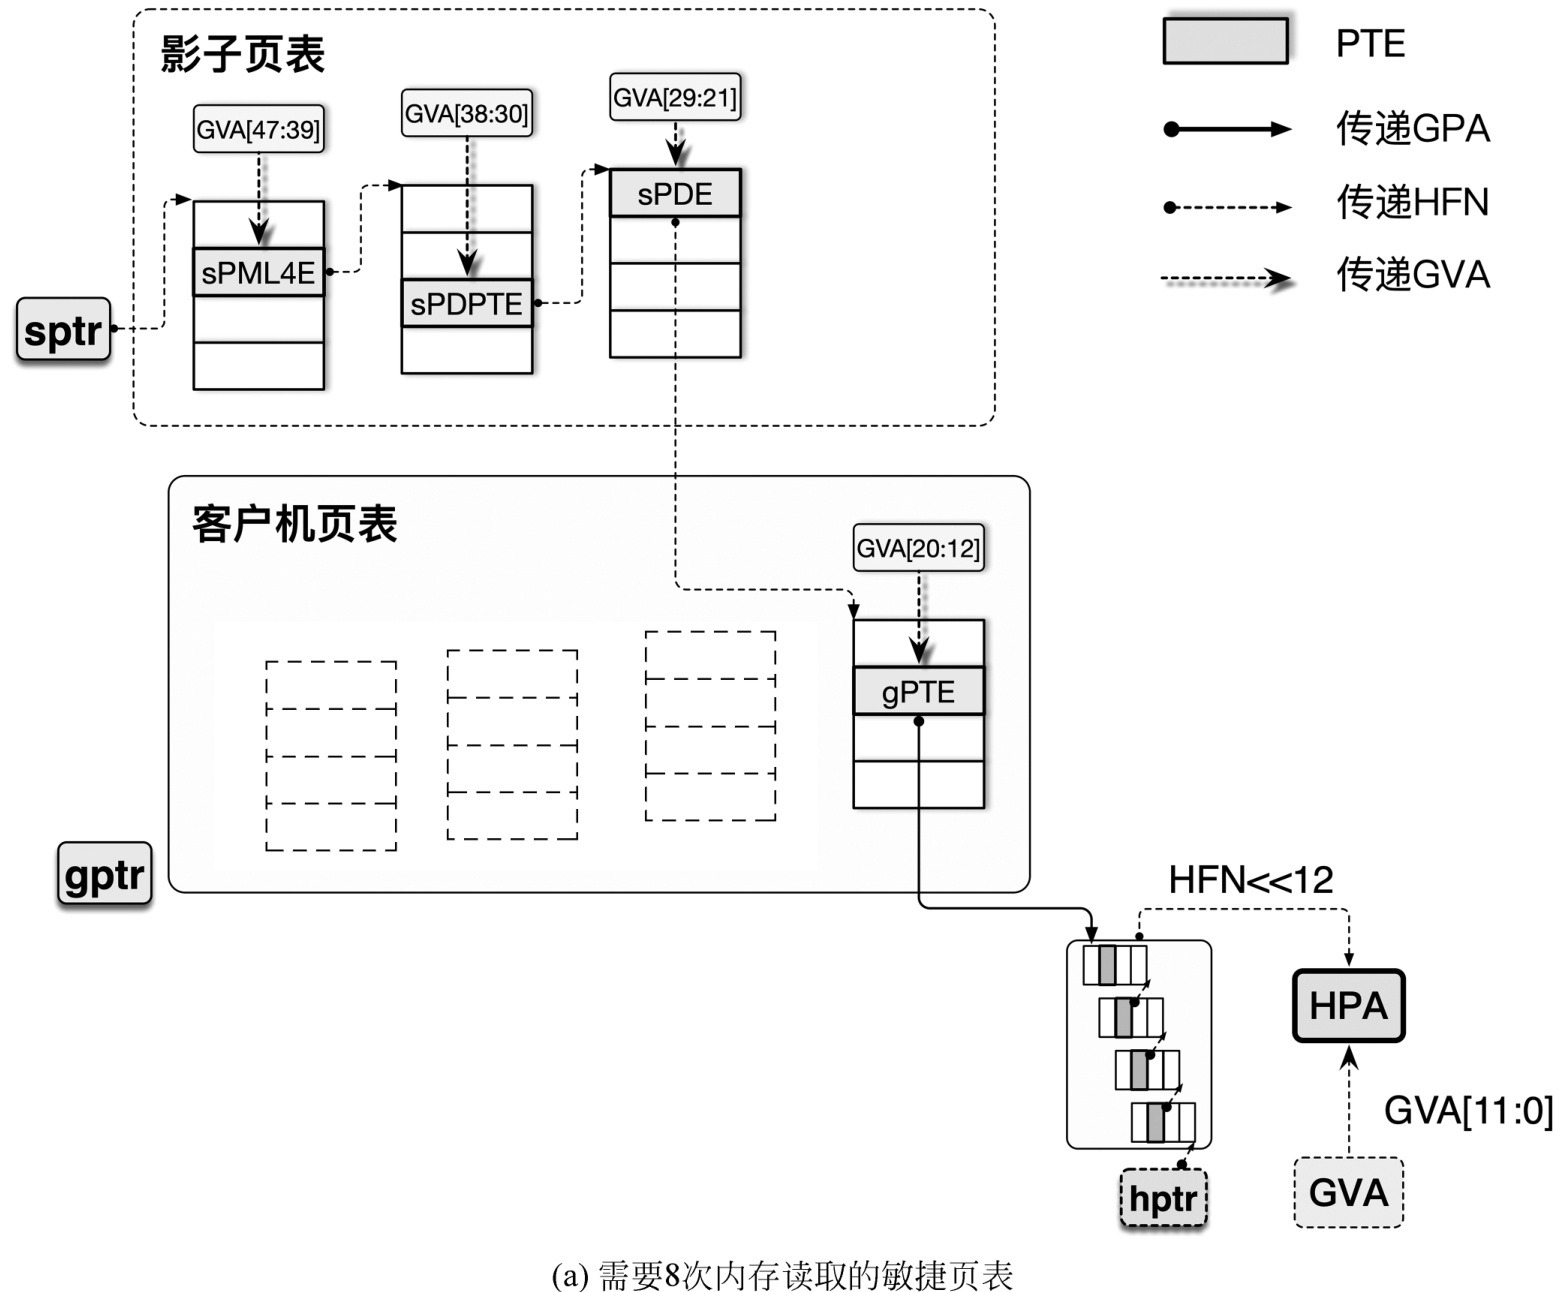 影子页表
GVA[47:39]
GVA[38:30]
GVA[29:21]
sPML4E
sPDPTE
sPDE
sptr
PTE
传递GPA
传递HFN
传递GVA
客户机页表
GVA[20:12]
gPTE
gptr
HFN<<12
HPA
GVA[11:0]
hptr
GVA
(a) 需要8次内存读取的敏捷页表